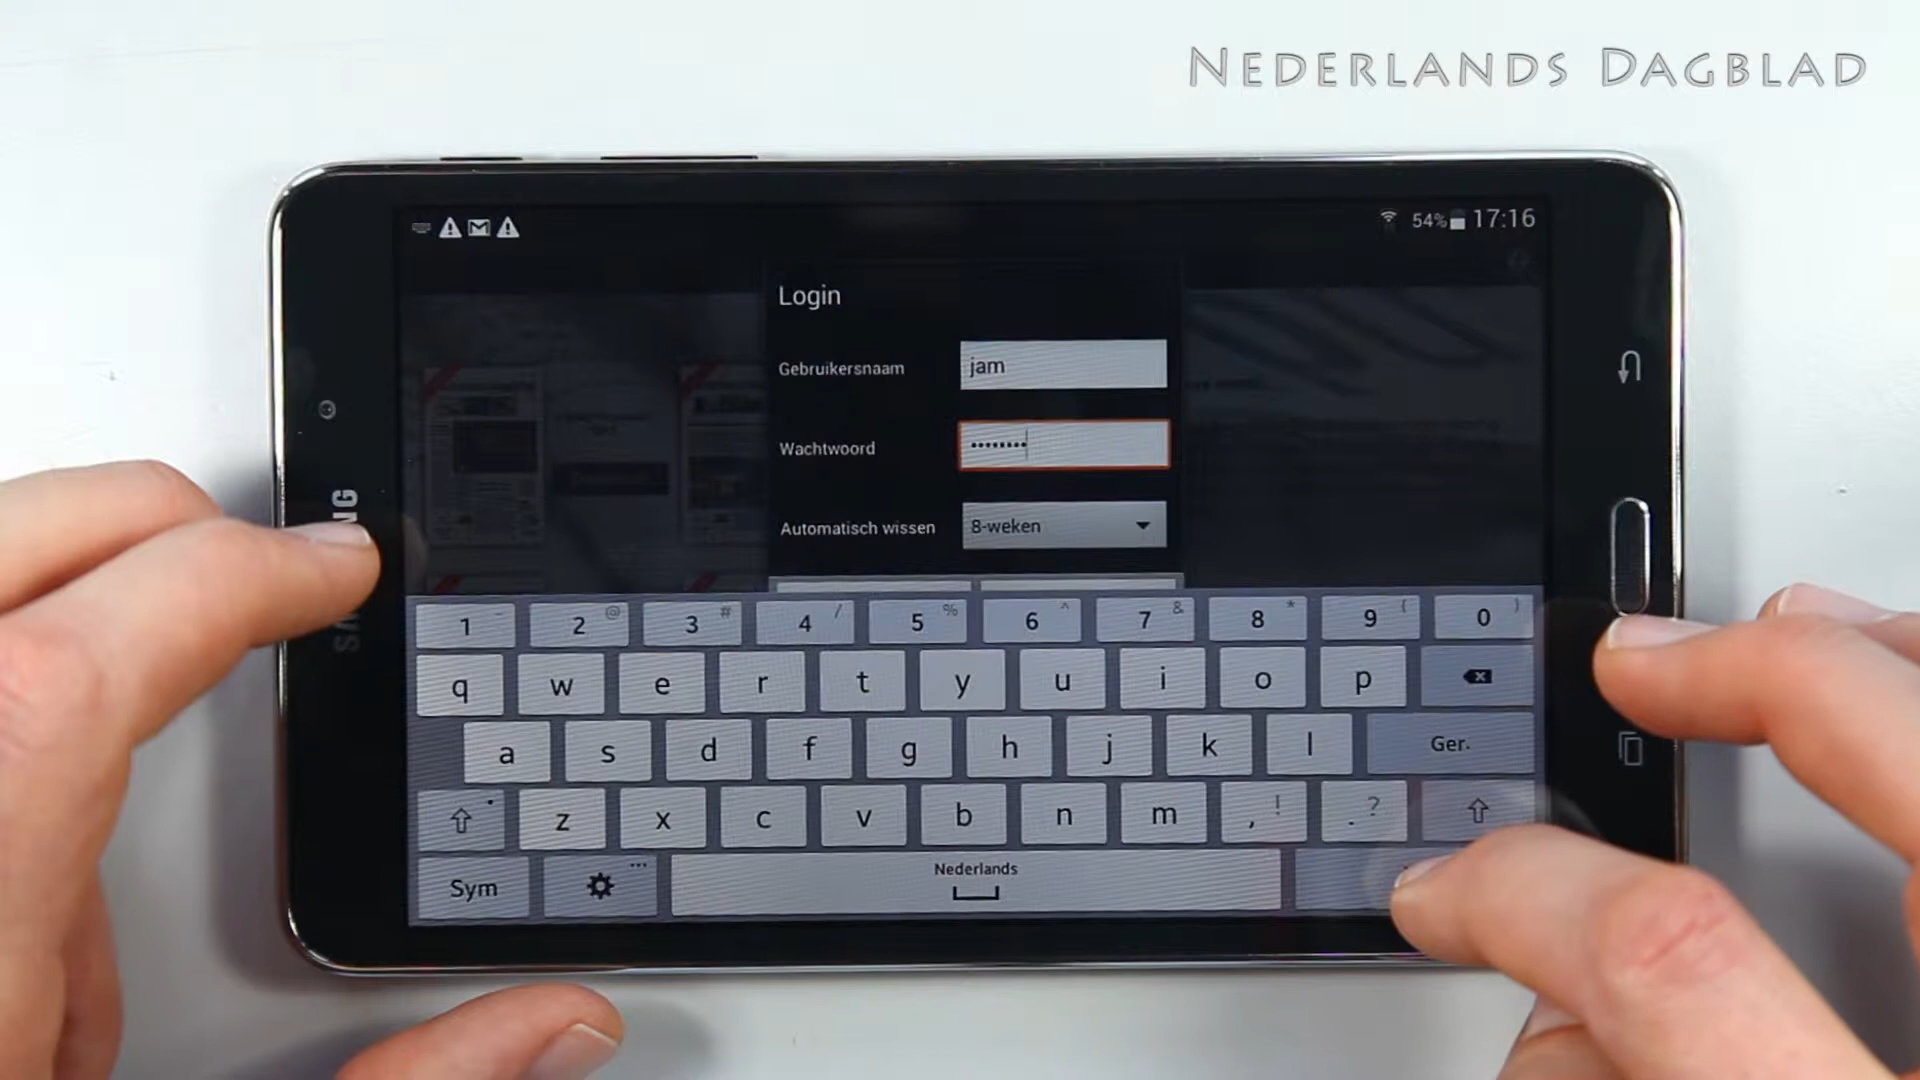 NEDERLANDS DAGBLAD
54% 17:16
Login
Gebruikersnaam jam
Wachtwoord ••••••••
Automatisch wissen 8-weken
1 2 @ 3 # 4 / 5 % 6 ^ 7 & 8 * 9 ( 0 )
q w e r t y u i o p
a s d f g h j k l Ger.
z x c v b n m , ! . ?
Sym Nederlands
SAMSUNG